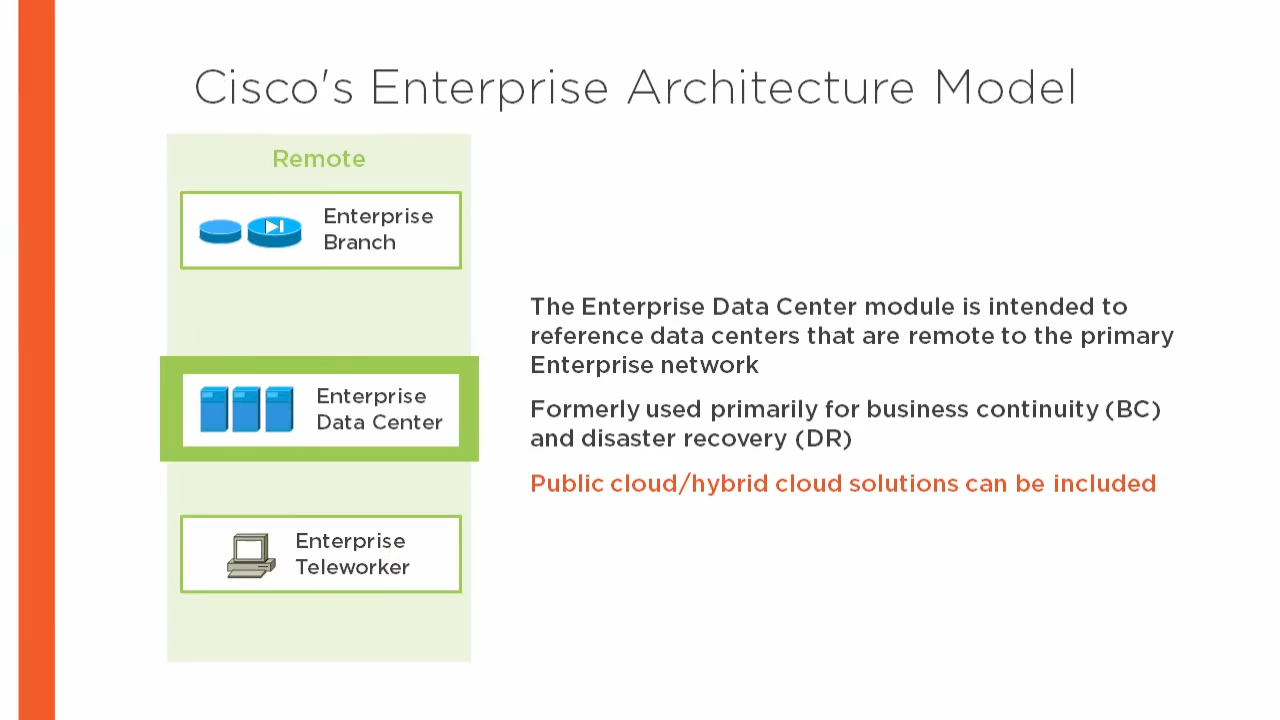 Cisco's Enterprise Architecture Model
Remote
Enterprise
Branch
Enterprise
Data Center
Enterprise
Teleworker
The Enterprise Data Center module is intended to
reference data centers that are remote to the primary
Enterprise network
Formerly used primarily for business continuity (BC)
and disaster recovery (DR)
Public cloud/hybrid cloud solutions can be included